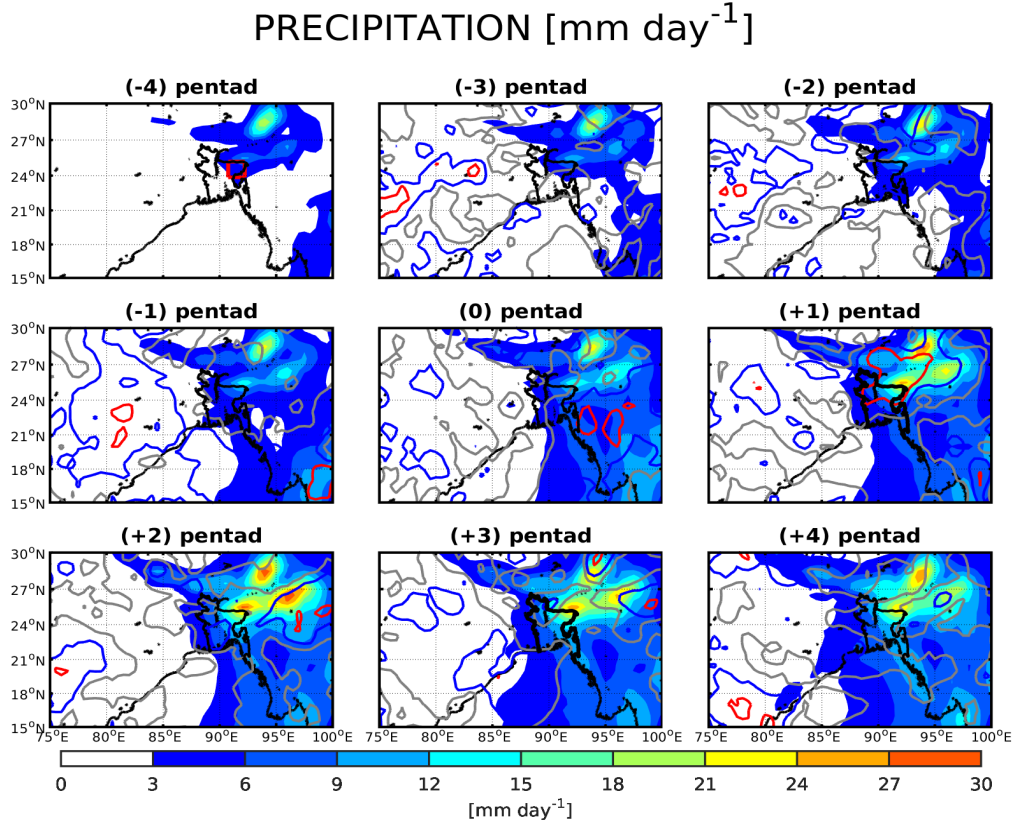 PRECIPITATION [mm day⁻¹]
(-4) pentad
(-3) pentad
(-2) pentad
30°N
27°N
24°N
21°N
18°N
15°N
(-1) pentad
(0) pentad
(+1) pentad
30°N
27°N
24°N
21°N
18°N
15°N
(+2) pentad
(+3) pentad
(+4) pentad
30°N
27°N
24°N
21°N
18°N
15°N
75°E 80°E 85°E 90°E 95°E 100°E 75°E 80°E 85°E 90°E 95°E 100°E 75°E 80°E 85°E 90°E 95°E 100°E
0 3 6 9 12 15 18 21 24 27 30
[mm day⁻¹]